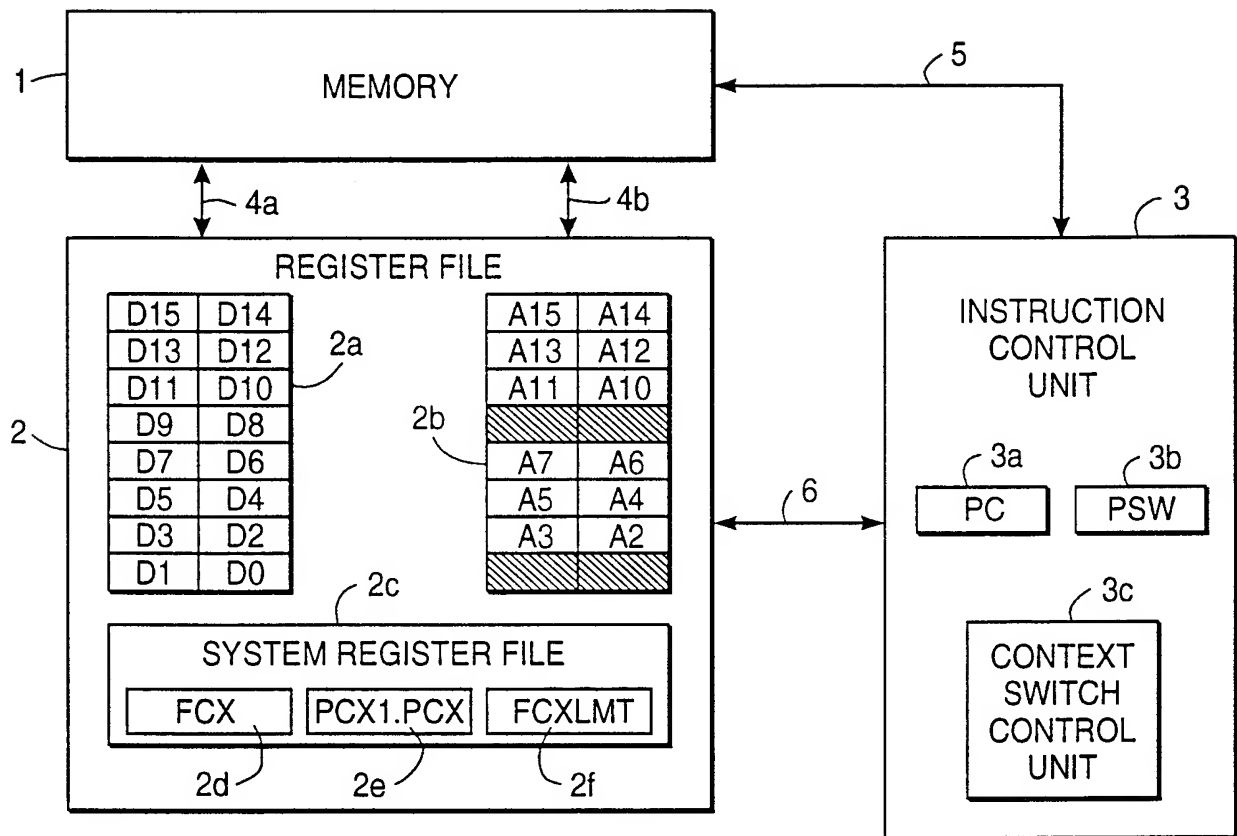 1
MEMORY
5
4a
4b
3
2
REGISTER FILE
D15 D14
D13 D12
D11 D10
D9 D8
D7 D6
D5 D4
D3 D2
D1 D0
2a
A15 A14
A13 A12
A11 A10
A7 A6
A5 A4
A3 A2
2b
6
2c
SYSTEM REGISTER FILE
FCX PCX1.PCX FCXLMT
2d 2e 2f
INSTRUCTION
CONTROL
UNIT
3a 3b
PC PSW
3c
CONTEXT
SWITCH
CONTROL
UNIT